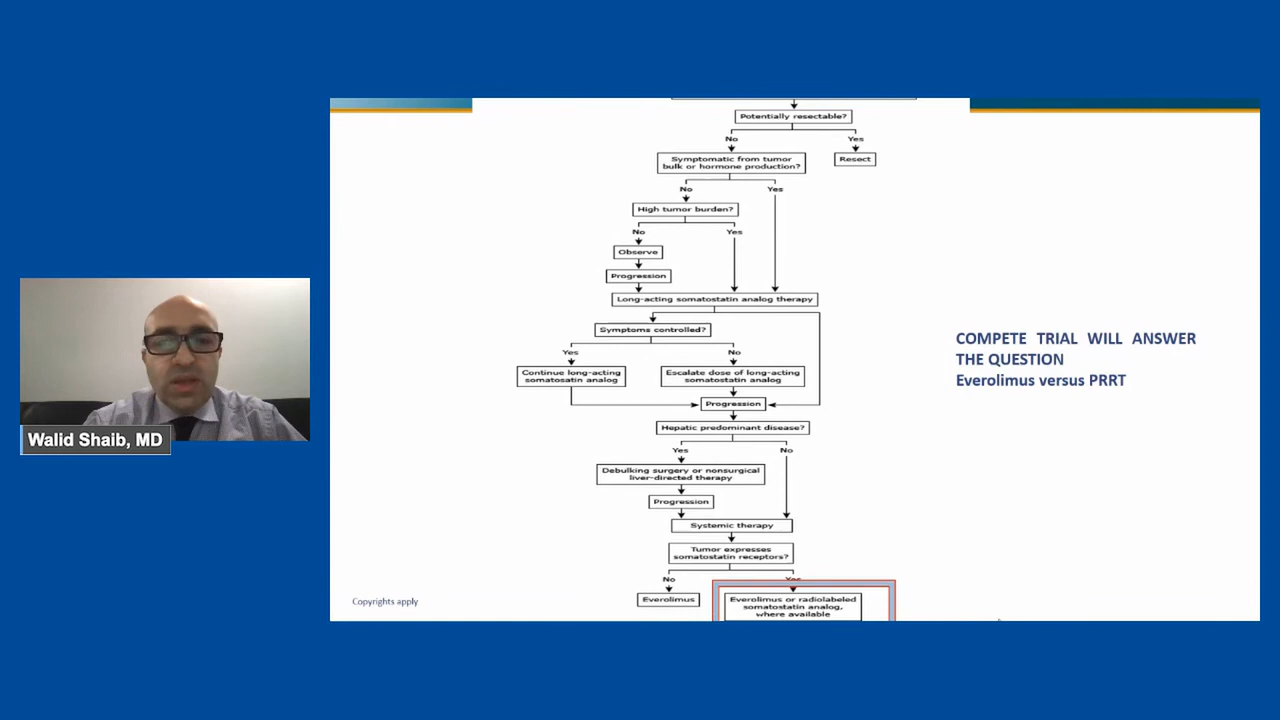 Potentially resectable?
No
Yes
Symptomatic from tumor
bulk or hormone production?
Resect
No
Yes
High tumor burden?
No
Yes
Observe
Progression
Long-acting somatostatin analog therapy
Symptoms controlled?
Yes
No
Continue long-acting
somatosatin analog
Escalate dose of long-acting
somatostatin analog
Progression
Hepatic predominant disease?
Yes
No
Debulking surgery or nonsurgical
liver-directed therapy
Progression
Systemic therapy
Tumor expresses
somatostatin receptors?
No
Yes
Everolimus
Everolimus or radiolabeled
somatostatin analog,
where available
COMPETE TRIAL WILL ANSWER
THE QUESTION
Everolimus versus PRRT
Copyrights apply
Walid Shaib, MD